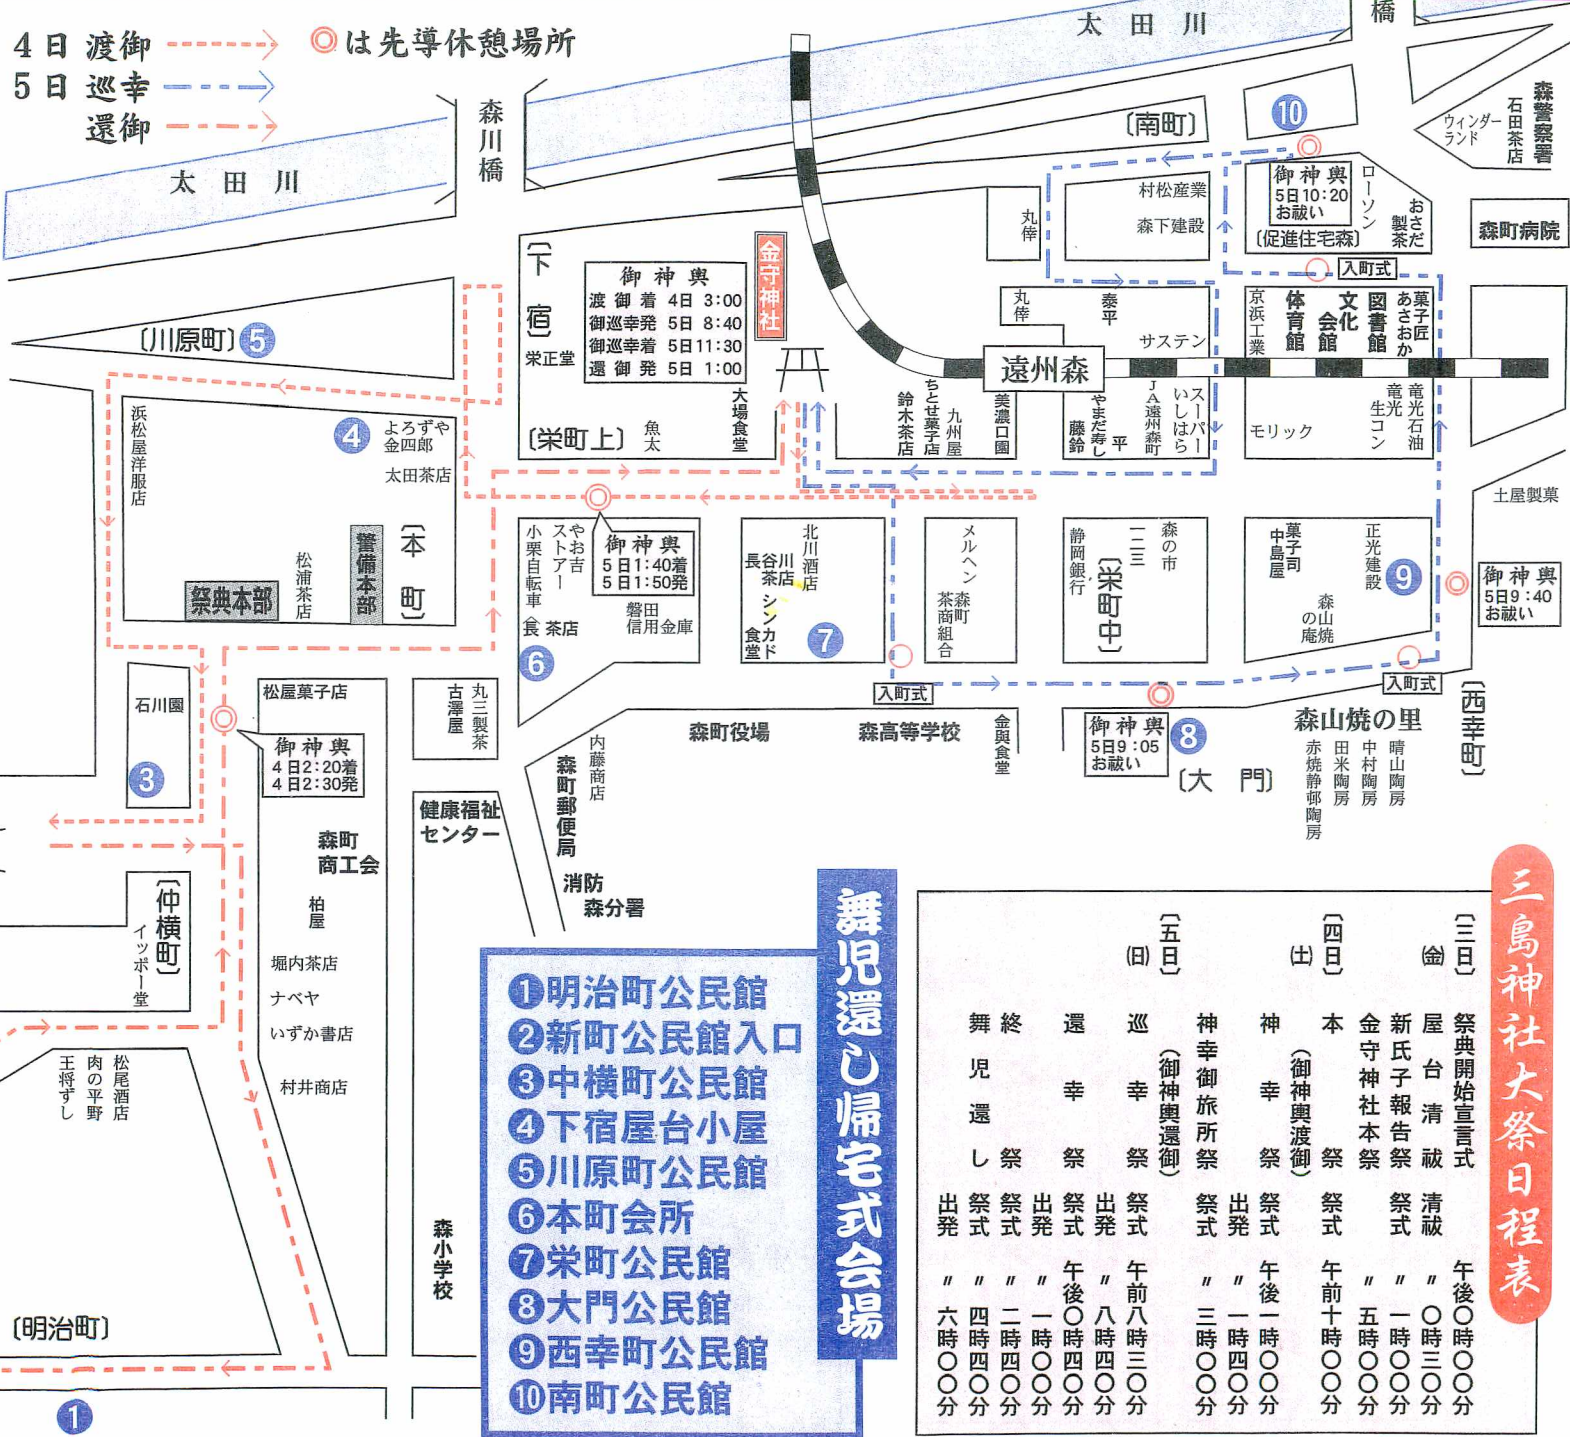 4日 渡御
5日 巡幸
還御
◎は先導休憩場所
太田川
橋
森川橋
太田川
〔南町〕
10
ウィンダーランド
石田茶店
森警察署
御神輿
5日10:20
お祓い
〔促進住宅森〕
ローソン
おさだ製茶
森町病院
入町式
村松産業
森下建設
丸倖
〔下宿〕
栄正堂
御神輿
渡御着 4日 3:00
御巡幸発 5日 8:40
御巡幸着 5日11:30
還御発 5日 1:00
金守神社
丸倖
泰平
サステン
京浜工業
体育館
文化会館
図書館
菓子匠あさおか
遠州森
〔川原町〕
5
浜松屋洋服店
4
よろずや
金四郎
太田茶店
〔栄町上〕
魚太
大場食堂
鈴木茶店
ちとせ菓子店
九州屋
美濃口園
藤鈴
やまだ寿し
平
JA遠州森町
スーパーいしはら
モリック
竜光生コン
竜光石油
土屋製菓
警備本部
〔本町〕
松浦茶店
祭典本部
小栗自転車
やお吉ストアー
御神輿
5日1:40着
5日1:50発
磐田信用金庫
茶店
6
北川酒店
長谷川茶店
シンカド食堂
7
メルヘン
森町茶商組合
静岡銀行
一二三
〔栄町中〕
森の市
菓子司中島屋
正光建設
9
森山焼の庵
御神輿
5日9:40
お祓い
入町式
入町式
石川園
3
松屋菓子店
御神輿
4日2:20着
4日2:30発
古澤屋
丸三製茶
内藤商店
森町郵便局
森町役場
森高等学校
金與食堂
御神輿
5日9:05
お祓い
8
〔大門〕
森山焼の里
赤焼静邨陶房
田米陶房
中村陶房
晴山陶房
〔西幸町〕
森町商工会
健康福祉センター
消防
森分署
柏屋
〔仲横町〕
イッポー堂
堀内茶店
ナベヤ
いずか書店
村井商店
松尾酒店
肉の平野
王将ずし
森小学校
〔明治町〕
1
舞児還し帰宅式会場
❶明治町公民館
❷新町公民館入口
❸中横町公民館
❹下宿屋台小屋
❺川原町公民館
❻本町会所
❼栄町公民館
❽大門公民館
❾西幸町公民館
❿南町公民館
三島神社大祭日程表
〔三日〕 祭典開始宣言式 午後〇時〇〇分
(金) 屋台清祓 清祓 〃 〇時三〇分
新氏子報告祭 祭式 〃 一時〇〇分
金守神社本祭 〃 五時〇〇分
〔四日〕 本祭 祭式 午前十時〇〇分
(土) (御神輿渡御)
神幸祭 祭式 午後一時〇〇分
出発 〃 一時四〇分
神幸御旅所祭 祭式 〃 三時〇〇分
〔五日〕 (御神輿還御)
(日) 巡幸祭 祭式 午前八時三〇分
出発 〃 八時四〇分
還幸祭 祭式 午後〇時四〇分
出発 〃 一時〇〇分
終祭 祭式 〃 二時四〇分
舞児還し 祭式 〃 四時四〇分
出発 〃 六時〇〇分